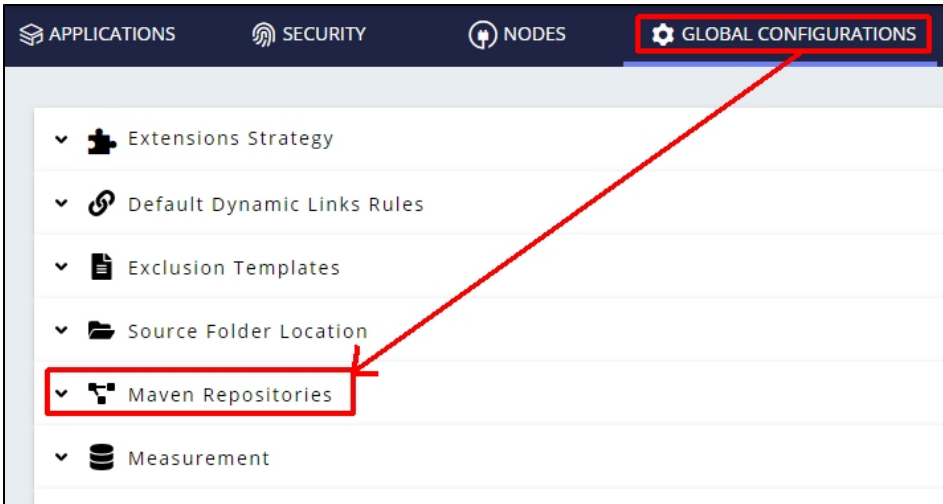 APPLICATIONS SECURITY NODES GLOBAL CONFIGURATIONS
Extensions Strategy
Default Dynamic Links Rules
Exclusion Templates
Source Folder Location
Maven Repositories
Measurement